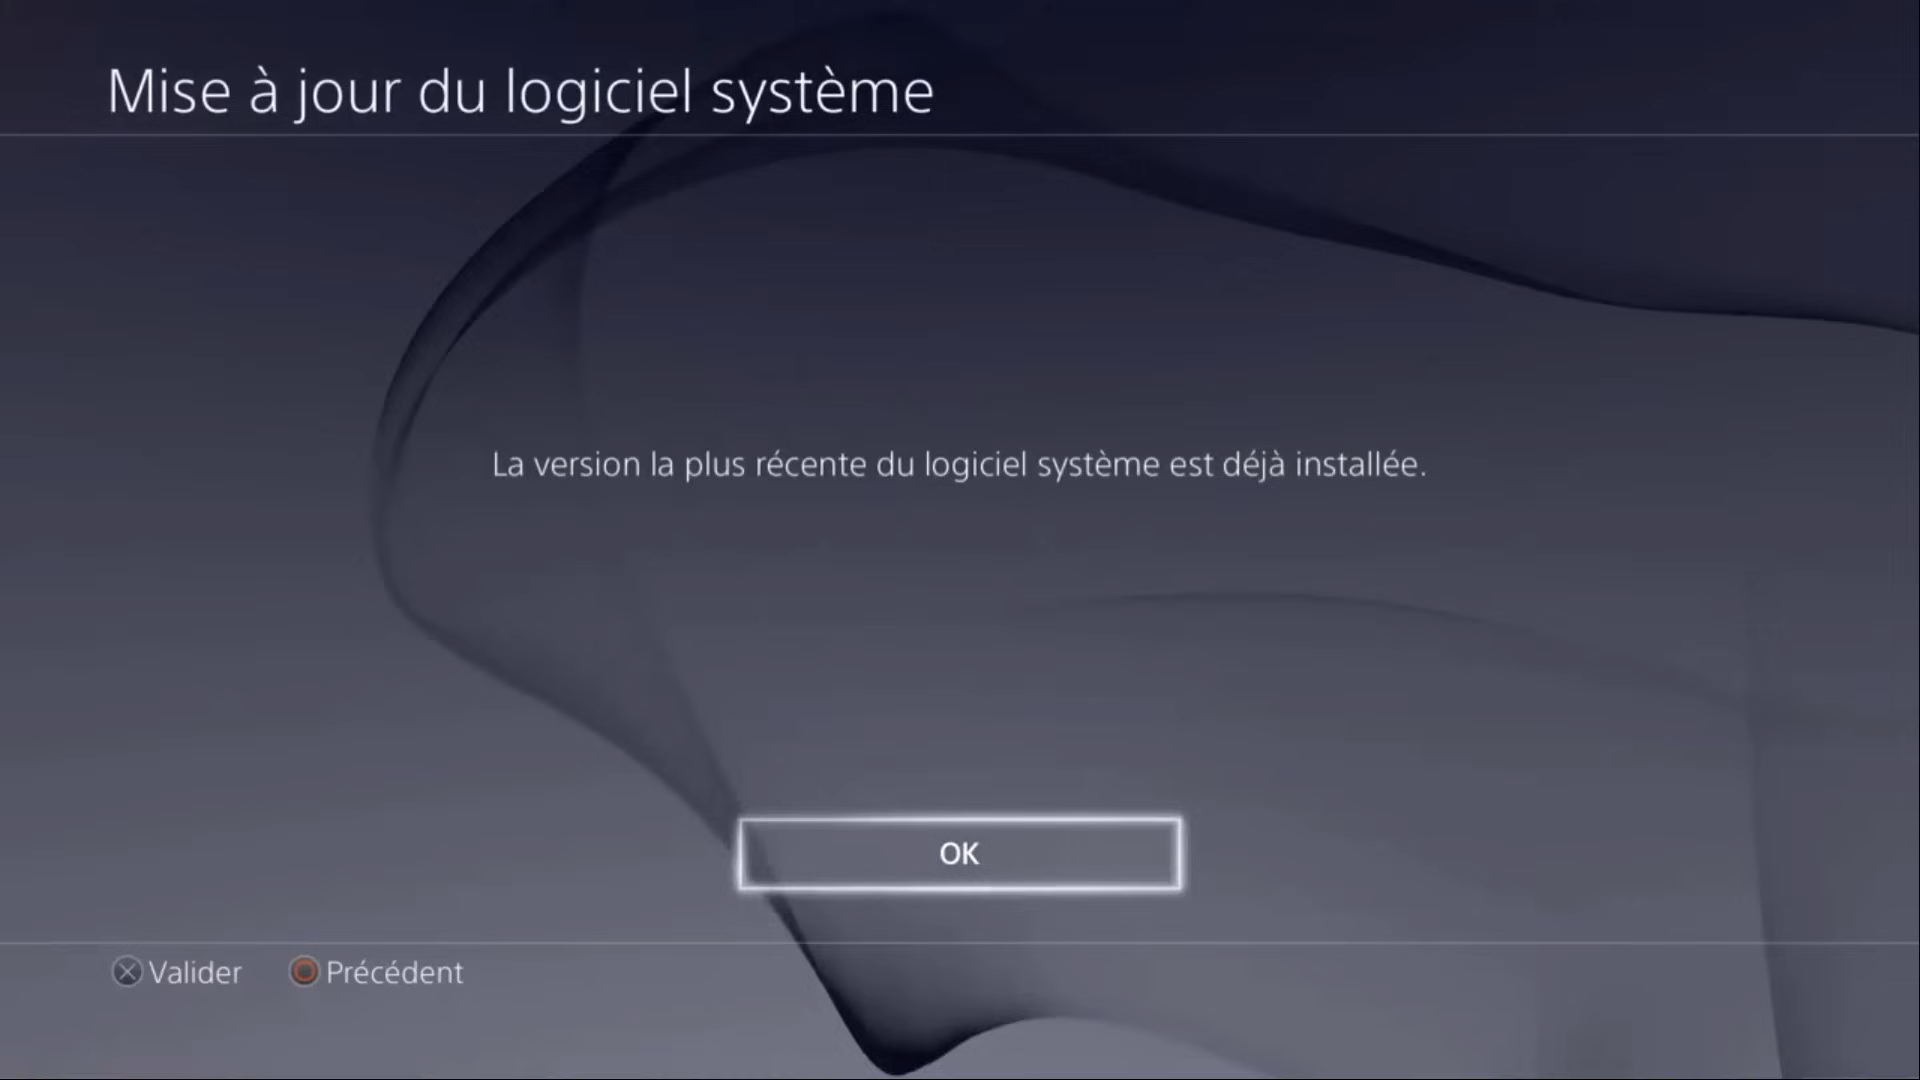 Mise à jour du logiciel système
La version la plus récente du logiciel système est déjà installée.
OK
Valider Précédent